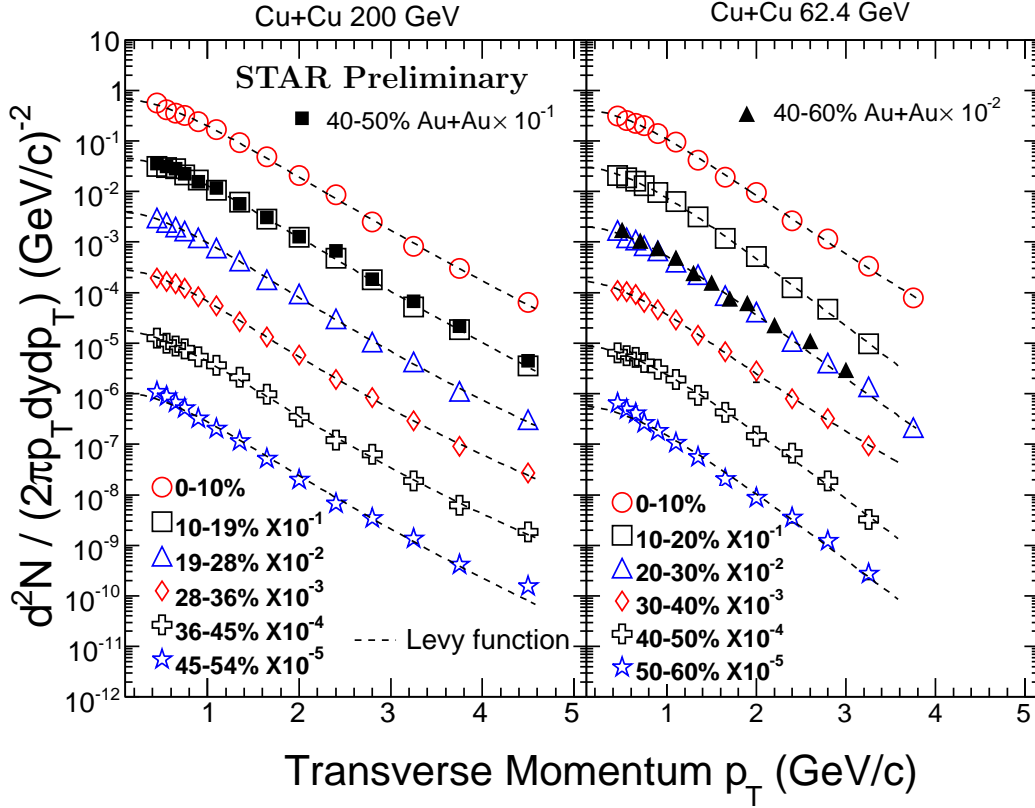 Cu+Cu 200 GeV
Cu+Cu 62.4 GeV
d²N / (2πp_T dydp_T) (GeV/c)⁻²
10
1
10⁻¹
10⁻²
10⁻³
10⁻⁴
10⁻⁵
10⁻⁶
10⁻⁷
10⁻⁸
10⁻⁹
10⁻¹⁰
10⁻¹¹
10⁻¹²
STAR Preliminary
40-50% Au+Au× 10⁻¹
0-10%
10-19% X10⁻¹
19-28% X10⁻²
28-36% X10⁻³
36-45% X10⁻⁴
45-54% X10⁻⁵
Levy function
40-60% Au+Au× 10⁻²
0-10%
10-20% X10⁻¹
20-30% X10⁻²
30-40% X10⁻³
40-50% X10⁻⁴
50-60% X10⁻⁵
1 2 3 4 5
1 2 3 4 5
Transverse Momentum p_T (GeV/c)